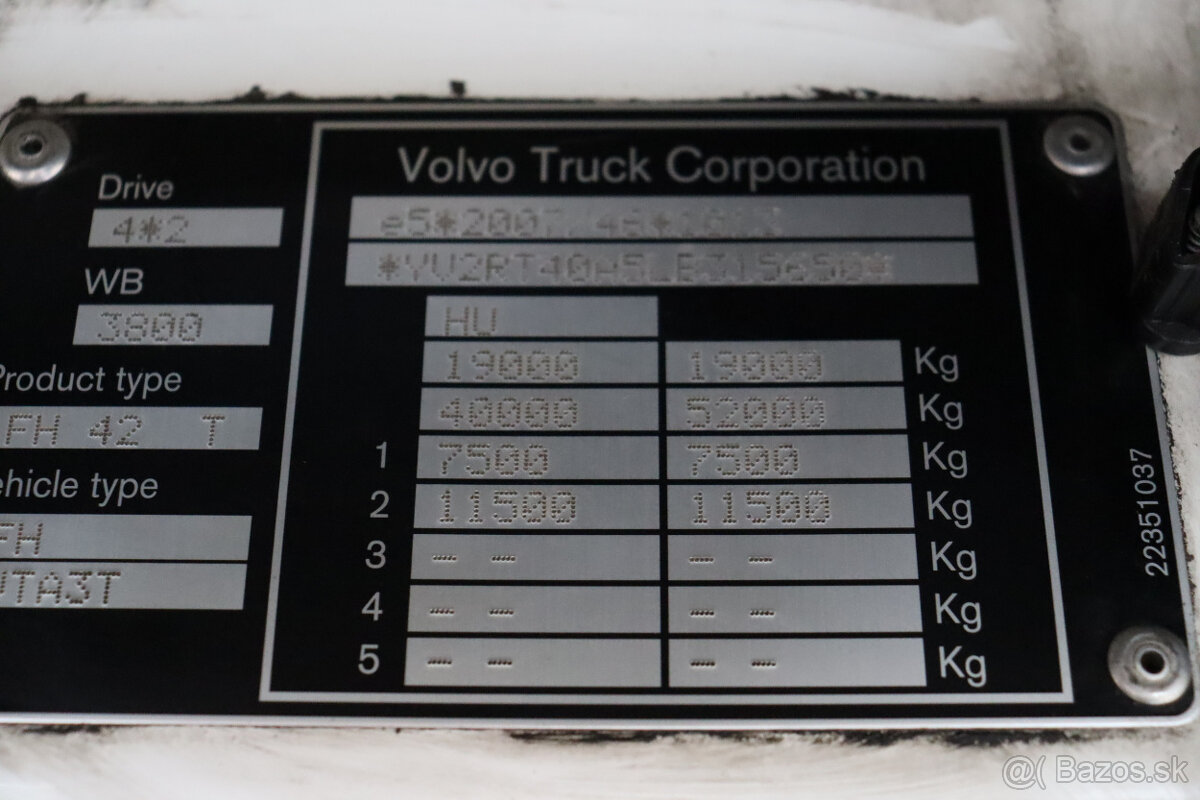 Volvo Truck Corporation
Drive
4*2
WB
3800
Product type
FH 42 T
ehicle type
FH
VTA3T
HV
19000 19000 Kg
40000 52000 Kg
1 7500 7500 Kg
2 11500 11500 Kg
3 -- -- Kg
4 -- -- Kg
5 -- -- Kg
22351037
@( Bazos.sk